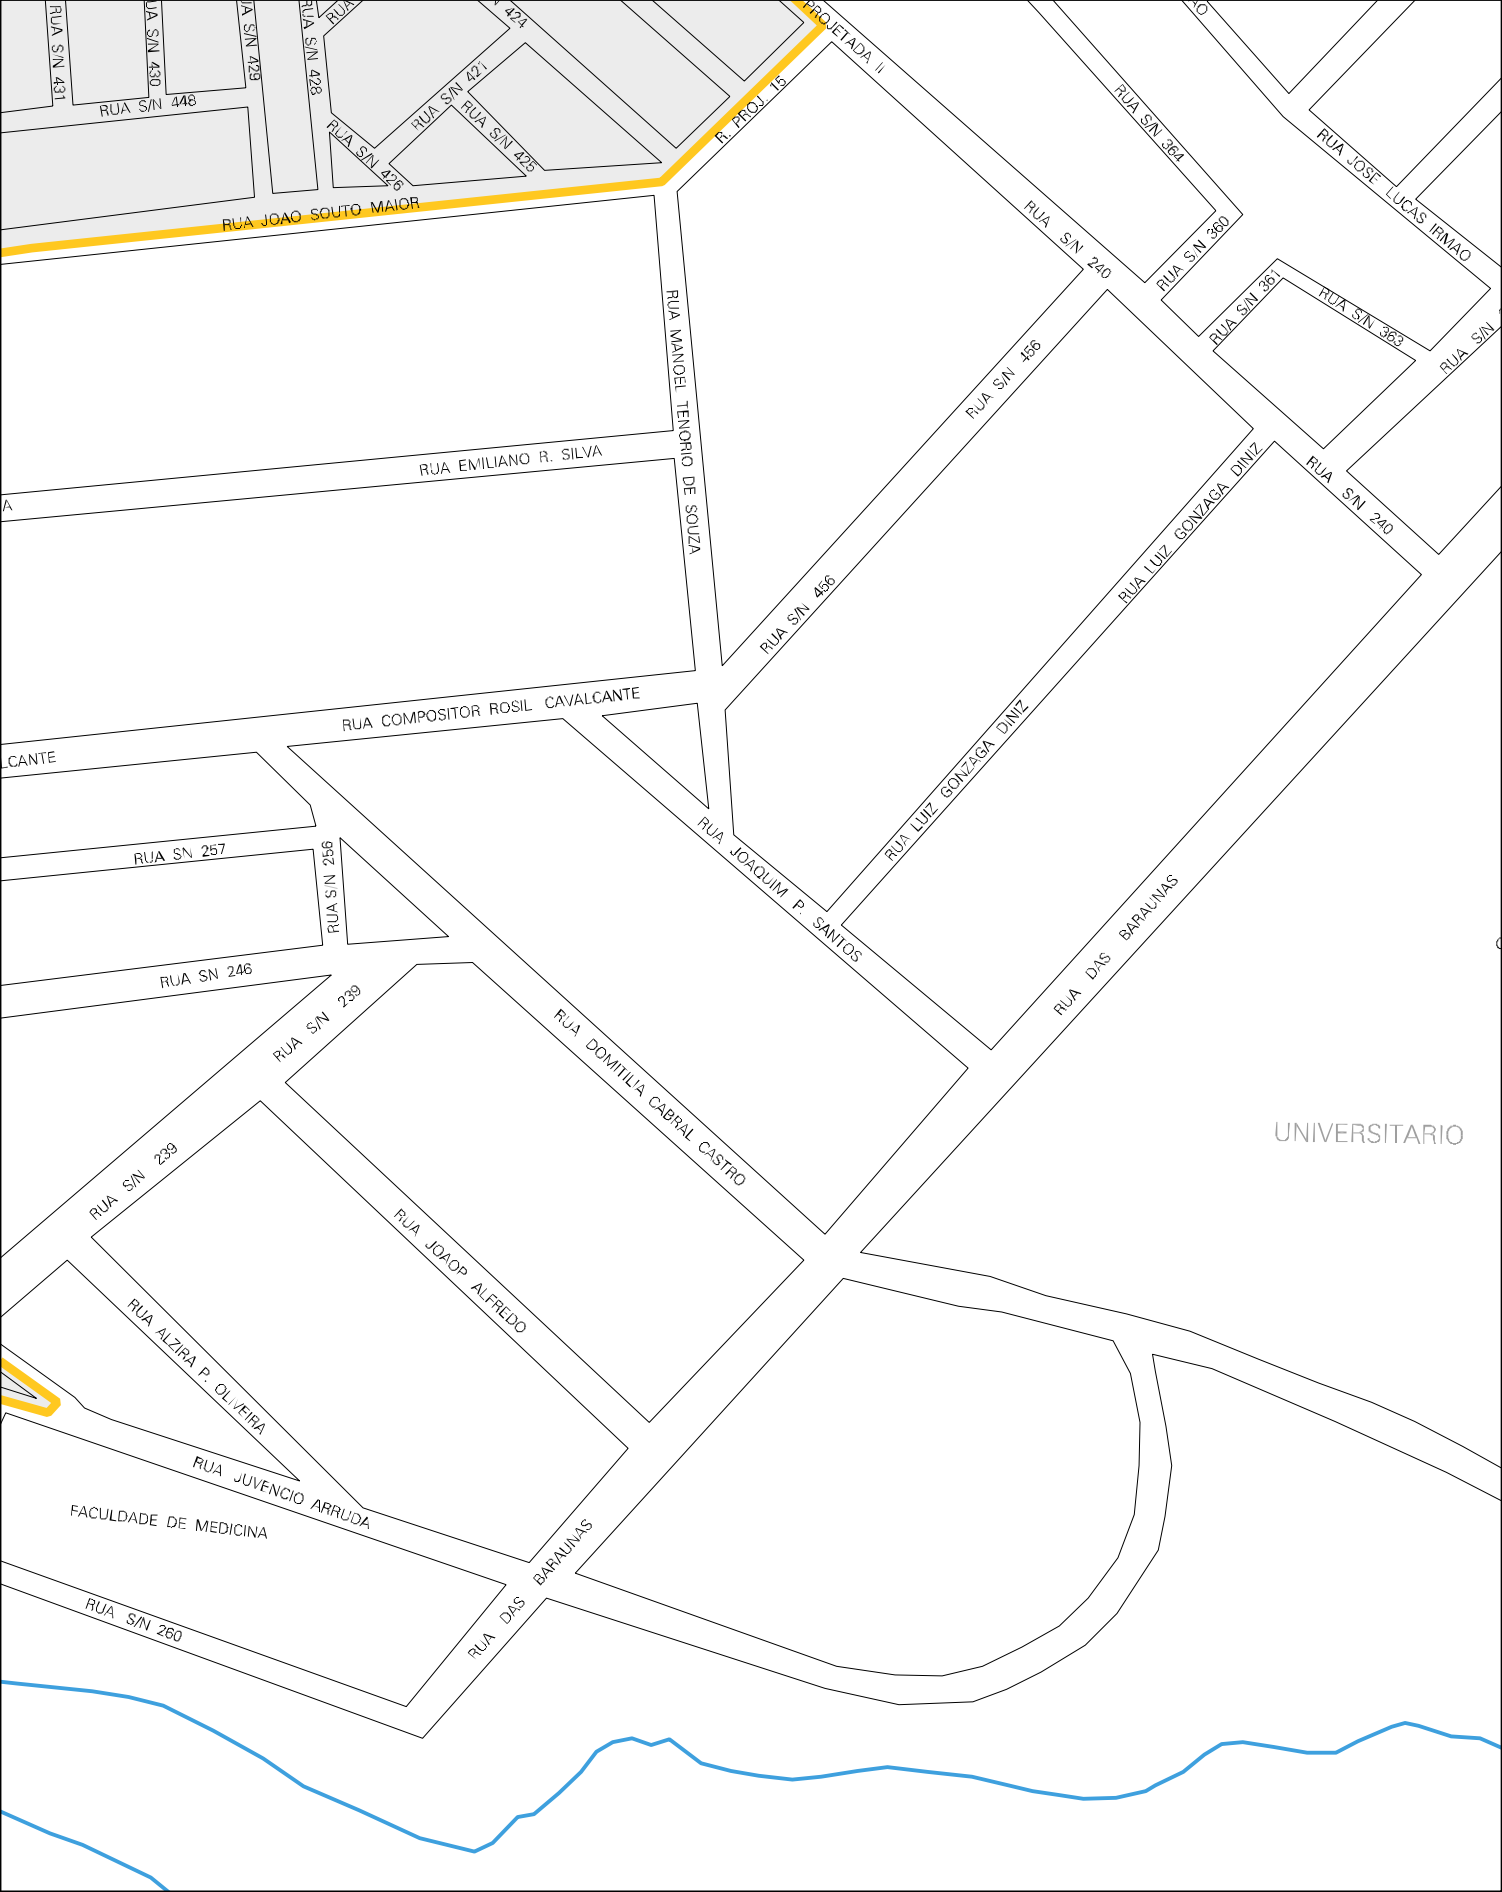 RUA S/N 431
RUA S/N 430
RUA S/N 429
RUA S/N 428
RUA
424
PROJETADA II
RUA S/N 448
RUA S/N 421
RUA S/N 425
RUA S/N 426
R. PROJ. 15
RUA S/N 364
RUA JOSE LUCAS IRMAO
RUA JOAO SOUTO MAIOR
RUA S/N 240
RUA S/N 360
RUA S/N 361
RUA S/N 363
RUA S/N
RUA MANOEL TENORIO DE SOUZA
RUA S/N 456
RUA EMILIANO R. SILVA
A
RUA LUIZ GONZAGA DINIZ
RUA S/N 240
RUA S/N 456
RUA COMPOSITOR ROSIL CAVALCANTE
LCANTE
RUA LUIZ GONZAGA DINIZ
RUA JOAQUIM P. SANTOS
RUA SN 257
RUA S/N 256
RUA DAS BARAUNAS
RUA SN 246
RUA S/N 239
RUA DOMITILIA CABRAL CASTRO
UNIVERSITARIO
RUA S/N 239
RUA JOAOP ALFREDO
RUA ALZIRA P. OLIVEIRA
RUA JUVENCIO ARRUDA
FACULDADE DE MEDICINA
RUA DAS BARAUNAS
RUA S/N 260